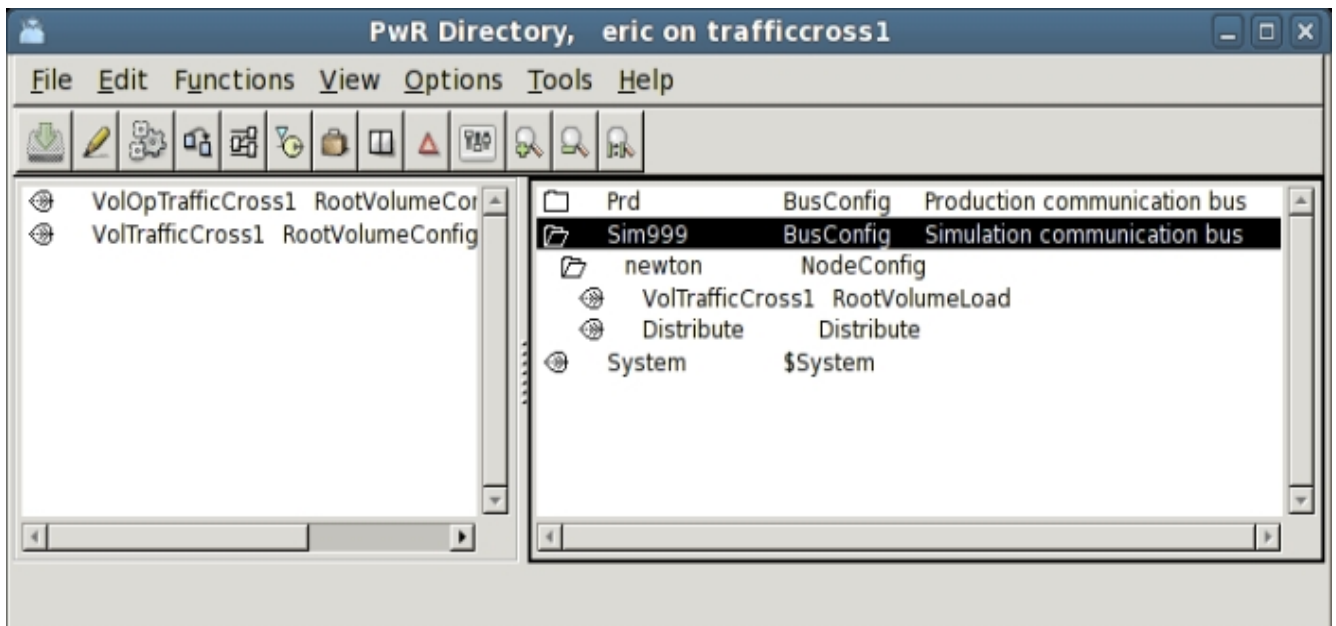 PwR Directory, eric on trafficcross1
File Edit Functions View Options Tools Help
VolOpTrafficCross1 RootVolumeCor
VolTrafficCross1 RootVolumeConfig
Prd BusConfig Production communication bus
Sim999 BusConfig Simulation communication bus
newton NodeConfig
VolTrafficCross1 RootVolumeLoad
Distribute Distribute
System $System